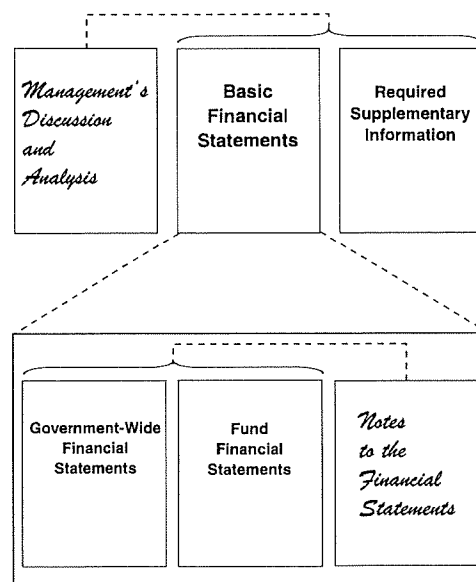 Management's
Discussion
and
Analysis
Basic
Financial
Statements
Required
Supplementary
Information
Government-Wide
Financial
Statements
Fund
Financial
Statements
Notes
to the
Financial
Statements